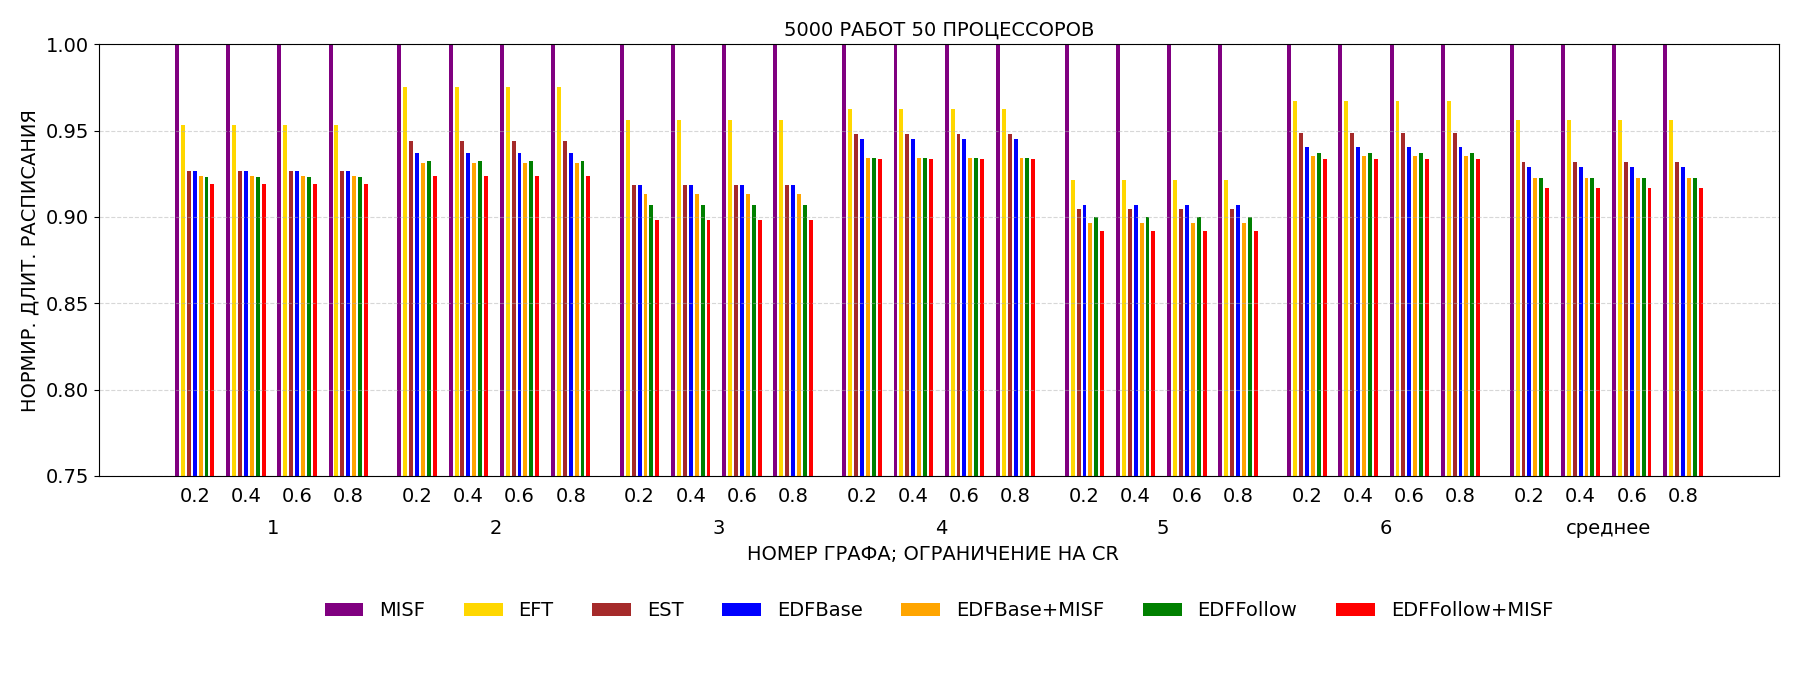 5000 РАБОТ 50 ПРОЦЕССОРОВ
НОРМИР. ДЛИТ. РАСПИСАНИЯ
1.00
0.95
0.90
0.85
0.80
0.75
0.2 0.4 0.6 0.8 0.2 0.4 0.6 0.8 0.2 0.4 0.6 0.8 0.2 0.4 0.6 0.8 0.2 0.4 0.6 0.8 0.2 0.4 0.6 0.8 0.2 0.4 0.6 0.8
1 2 3 4 5 6 среднее
НОМЕР ГРАФА; ОГРАНИЧЕНИЕ НА CR
MISF EFT EST EDFBase EDFBase+MISF EDFFollow EDFFollow+MISF